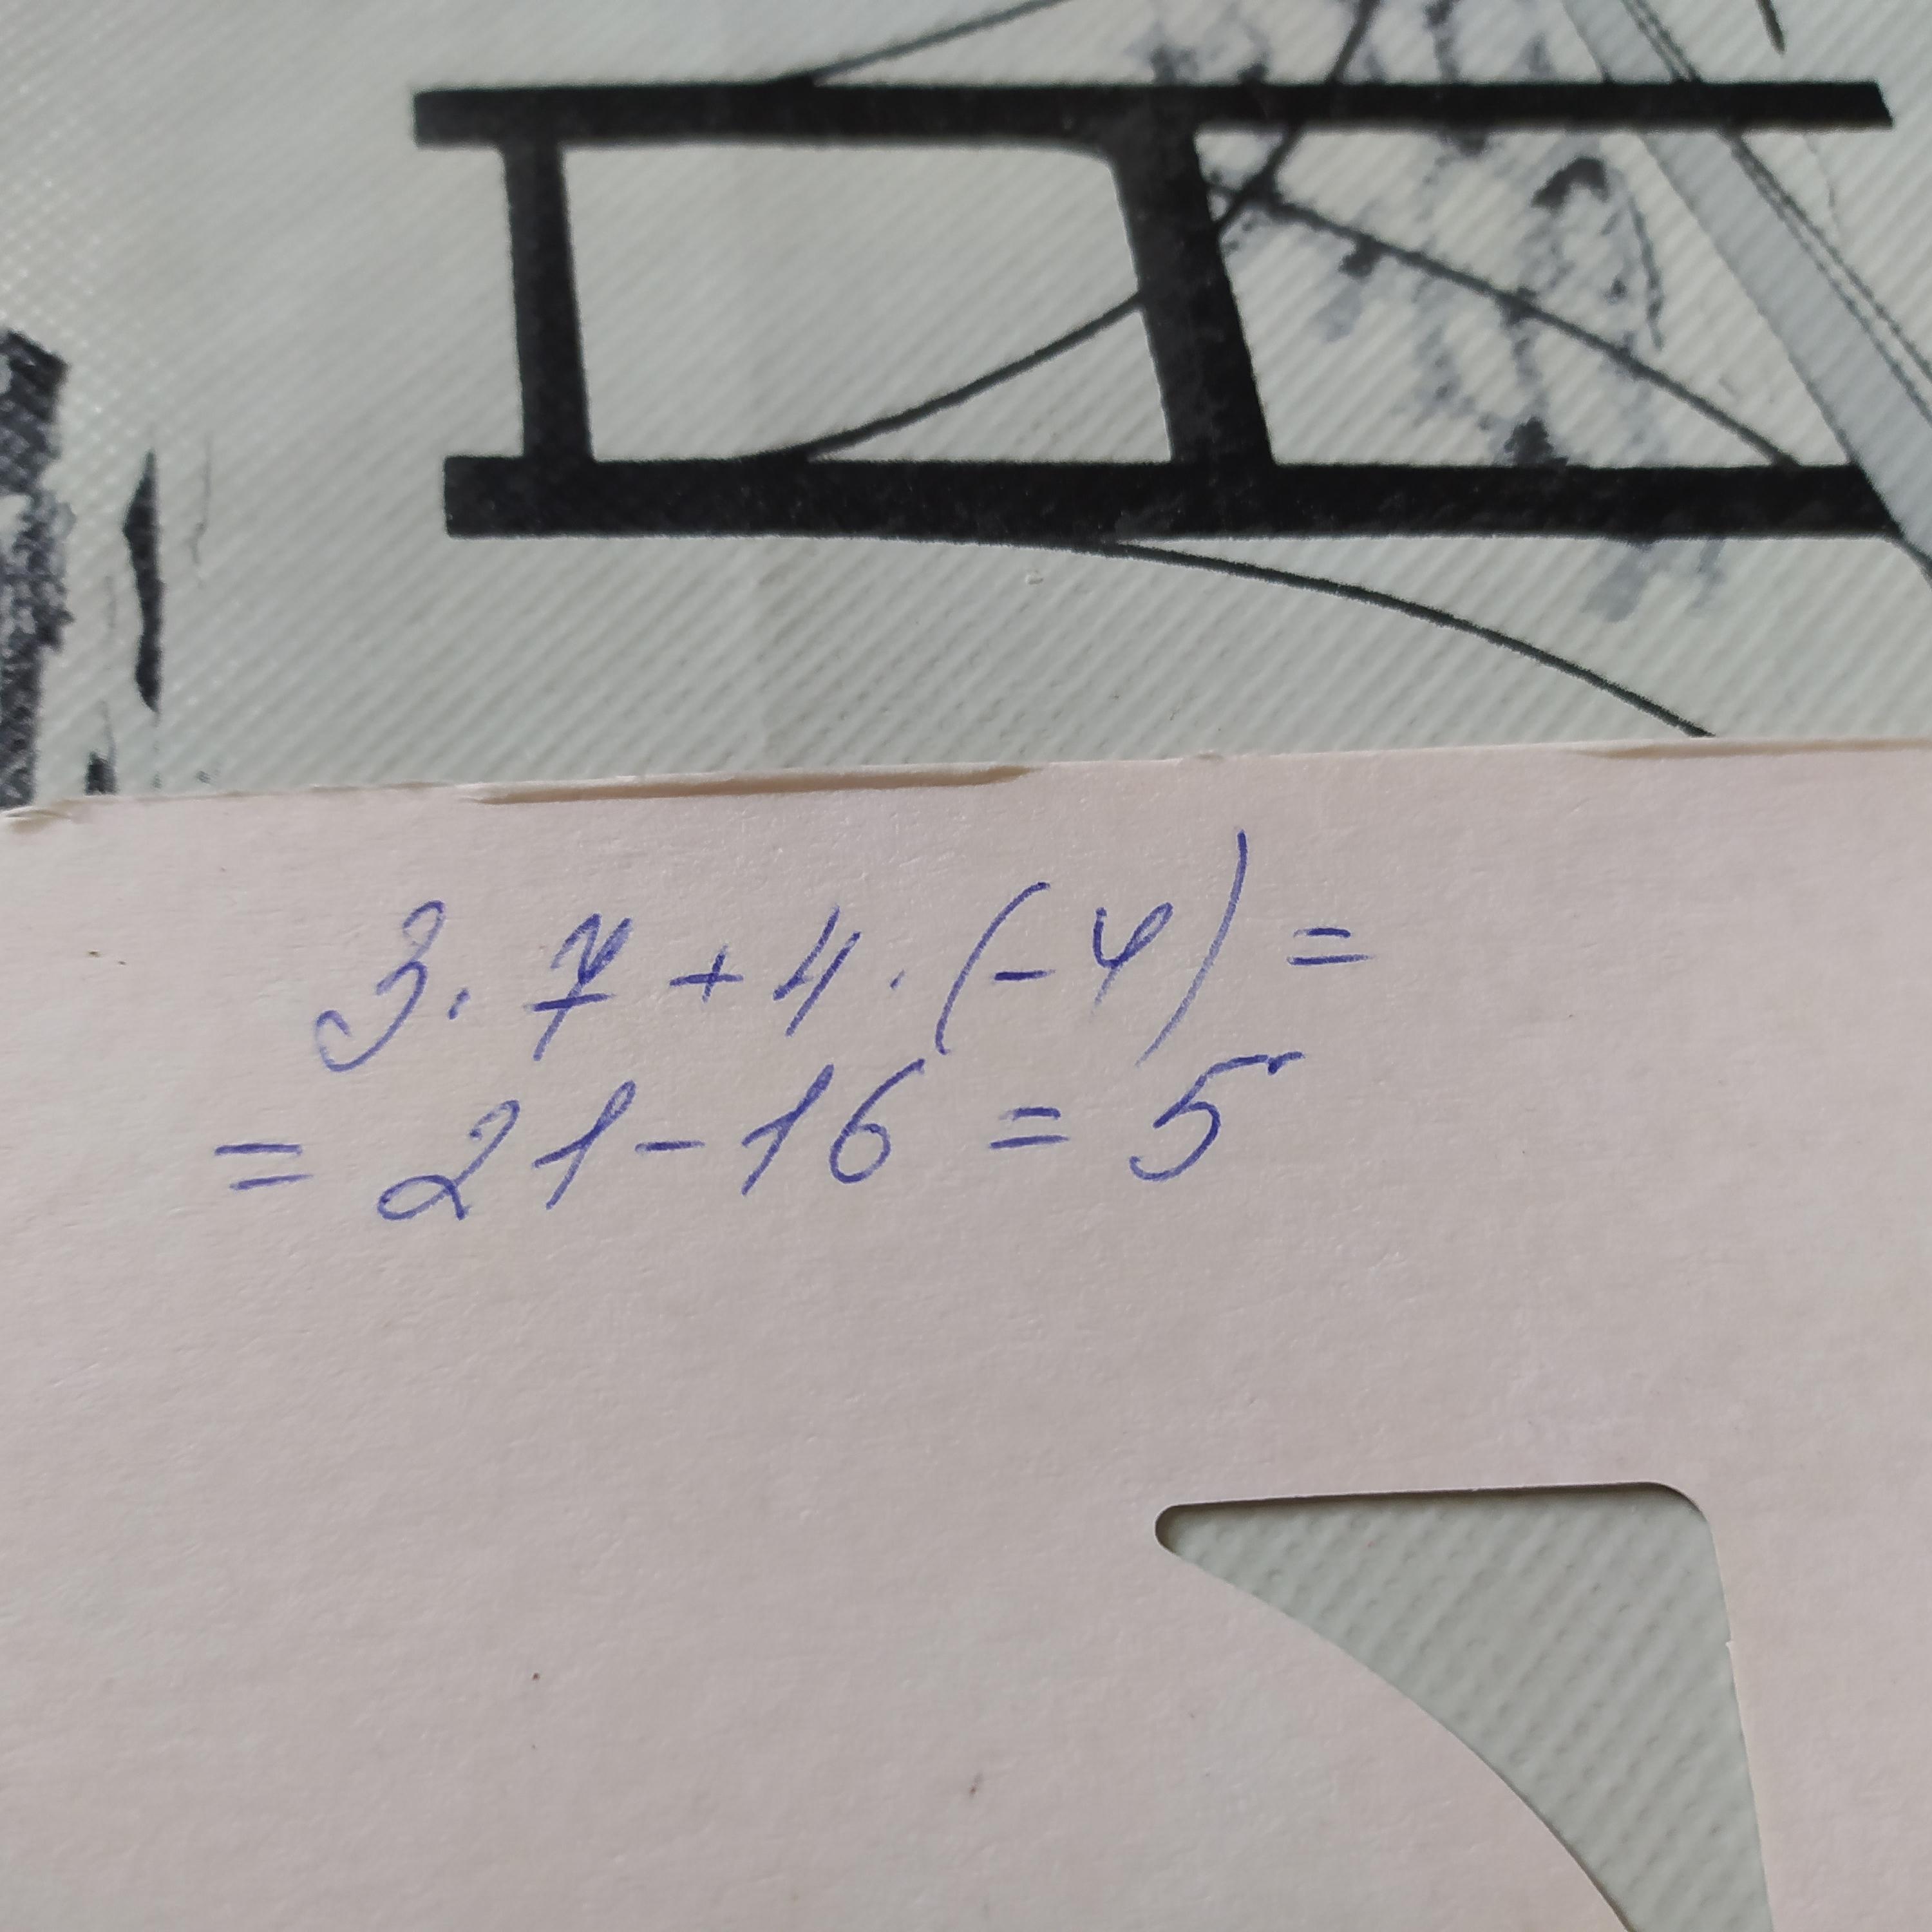 3 · 7 + 4 · (- 4) =
= 21 - 16 = 5